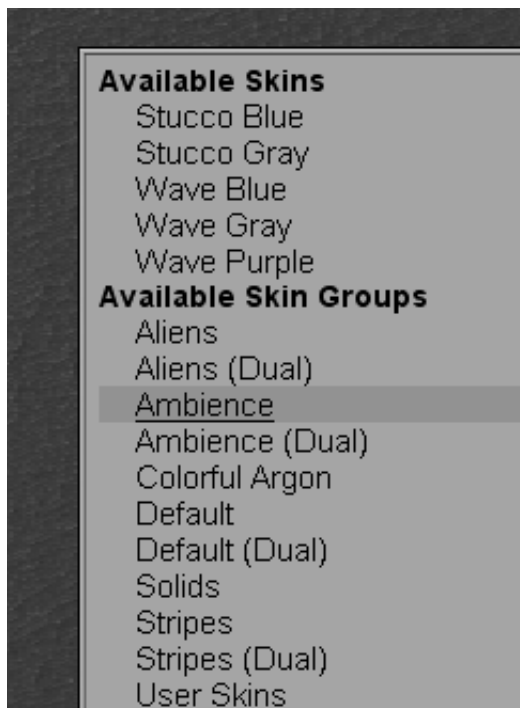 Available Skins
Stucco Blue
Stucco Gray
Wave Blue
Wave Gray
Wave Purple
Available Skin Groups
Aliens
Aliens (Dual)
Ambience
Ambience (Dual)
Colorful Argon
Default
Default (Dual)
Solids
Stripes
Stripes (Dual)
User Skins